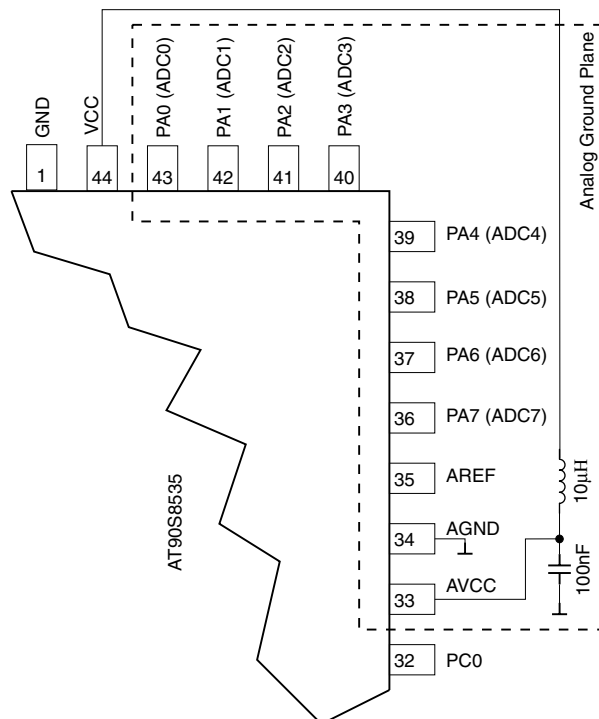 Analog Ground Plane
GND
VCC
PA0 (ADC0)
PA1 (ADC1)
PA2 (ADC2)
PA3 (ADC3)
1
44
43
42
41
40
39 PA4 (ADC4)
38 PA5 (ADC5)
37 PA6 (ADC6)
36 PA7 (ADC7)
35 AREF
34 AGND
33 AVCC
32 PC0
10μH
100nF
AT90S8535